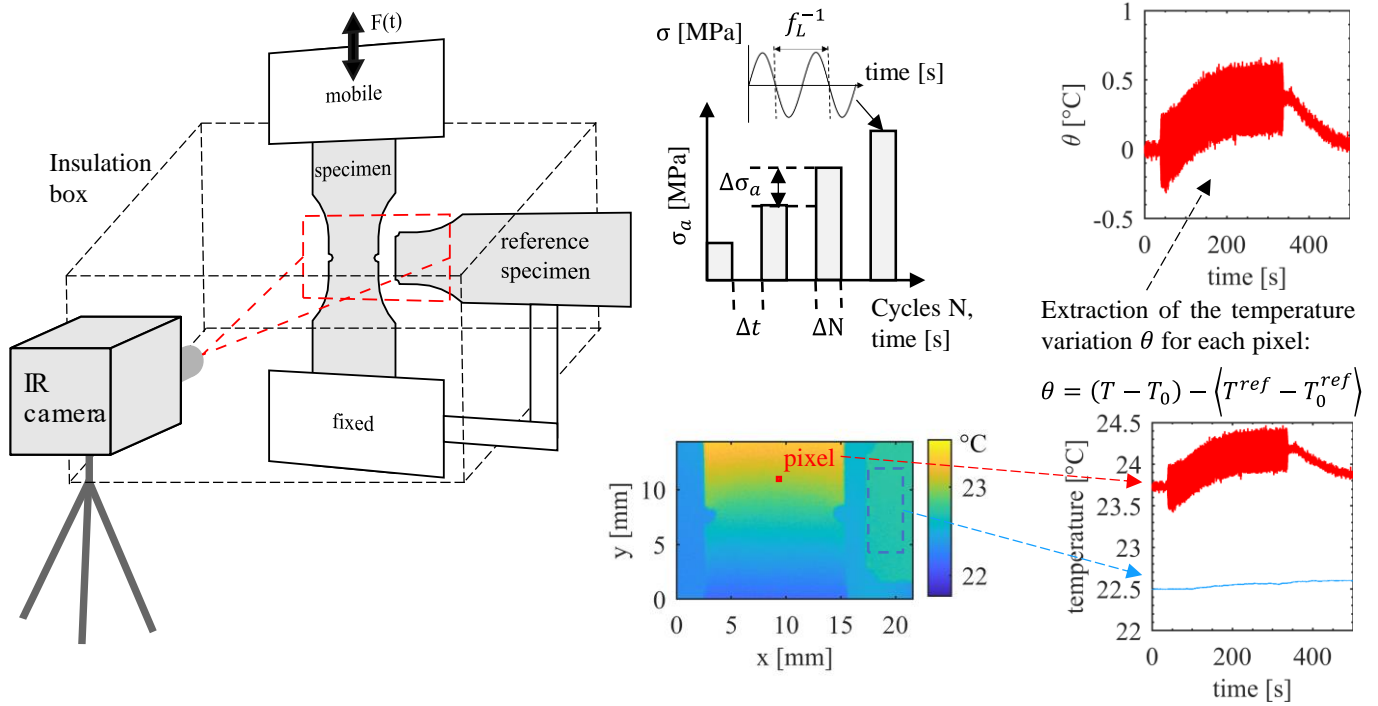 F(t)
mobile
Insulation
box
specimen
reference
specimen
IR
camera
fixed
σ [MPa]
f_L^{-1}
time [s]
Δσ_a
σ_a [MPa]
Δt
ΔN
Cycles N,
time [s]
1
0.5
0
-0.5
θ [°C]
0
200
400
time [s]
Extraction of the temperature
variation θ for each pixel:
θ = (T − T_0) − ⟨T^{ref} − T_0^{ref}⟩
10
5
0
y [mm]
0
5
10
15
20
x [mm]
pixel
°C
23
22
24.5
24
23.5
23
22.5
22
temperature [°C]
0
200
400
time [s]